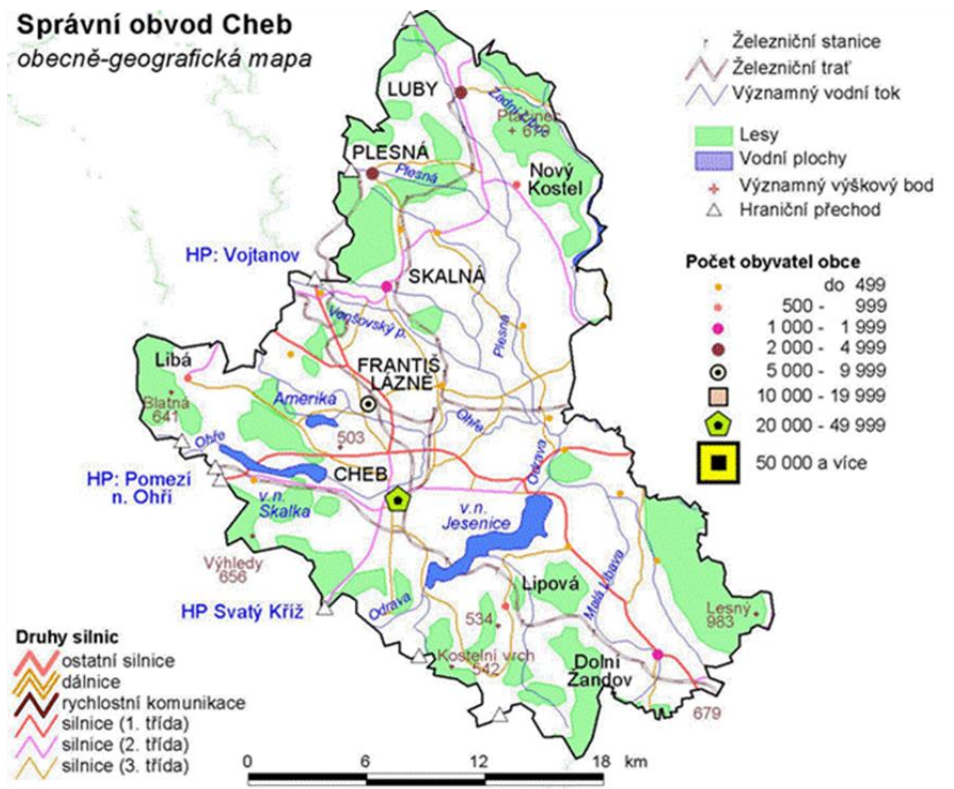 Správní obvod Cheb
obecně-geografická mapa
Železniční stanice
Železniční trať
Významný vodní tok
Lesy
Vodní plochy
Významný výškový bod
Hraniční přechod
Počet obyvatel obce
do 499
500 - 999
1 000 - 1 999
2 000 - 4 999
5 000 - 9 999
10 000 - 19 999
20 000 - 49 999
50 000 a více
LUBY
PLESNÁ
Plesná
Nový
Kostel
HP: Vojtanov
SKALNÁ
Vonšovský p.
Plesná
Libá
Blatná
641
FRANTIŠ.
LÁZNĚ
Amerika
Ohře
503
Ohře
Odrava
HP: Pomezí
n. Ohří
CHEB
v.n.
Skalka
v.n.
Jesenice
Výhledy
656
HP Svatý Kříž
Odrava
Lipová
Malá Libava
Lesný
983
534
Kostelní vrch
542
Dolní
Žandov
679
Druhy silnic
ostatní silnice
dálnice
rychlostní komunikace
silnice (1. třída)
silnice (2. třída)
silnice (3. třída)
0 6 12 18 km